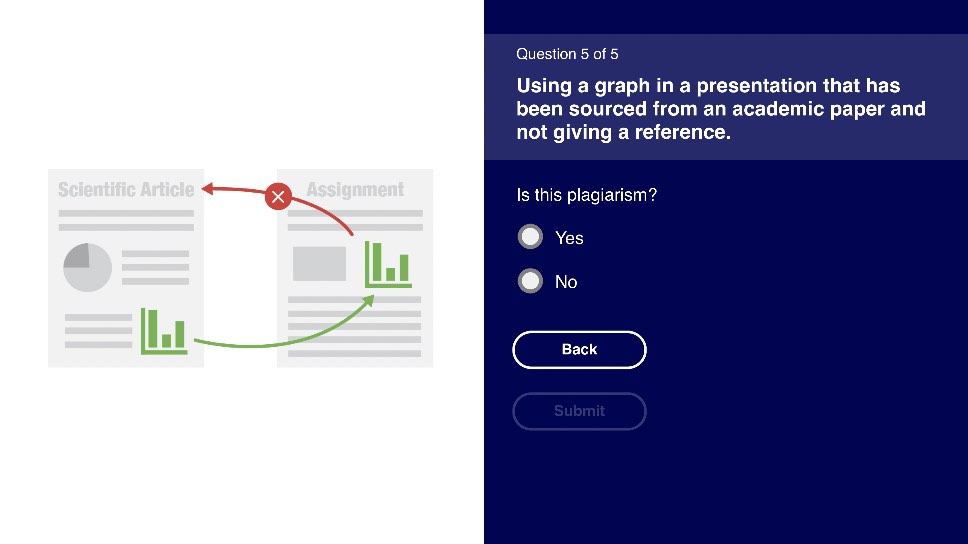 Scientific Article
Assignment
Question 5 of 5
Using a graph in a presentation that has
been sourced from an academic paper and
not giving a reference.
Is this plagiarism?
Yes
No
Back
Submit